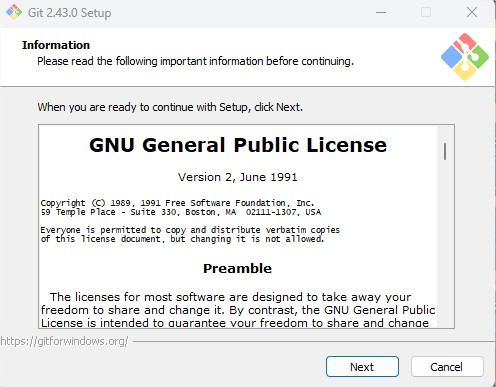 Git 2.43.0 Setup
Information
Please read the following important information before continuing.
When you are ready to continue with Setup, click Next.
GNU General Public License
Version 2, June 1991
Copyright (C) 1989, 1991 Free Software Foundation, Inc.
59 Temple Place - Suite 330, Boston, MA  02111-1307, USA
Everyone is permitted to copy and distribute verbatim copies
of this license document, but changing it is not allowed.
Preamble
The licenses for most software are designed to take away your
freedom to share and change it. By contrast, the GNU General Public
License is intended to guarantee your freedom to share and change
https://gitforwindows.org/
Next
Cancel